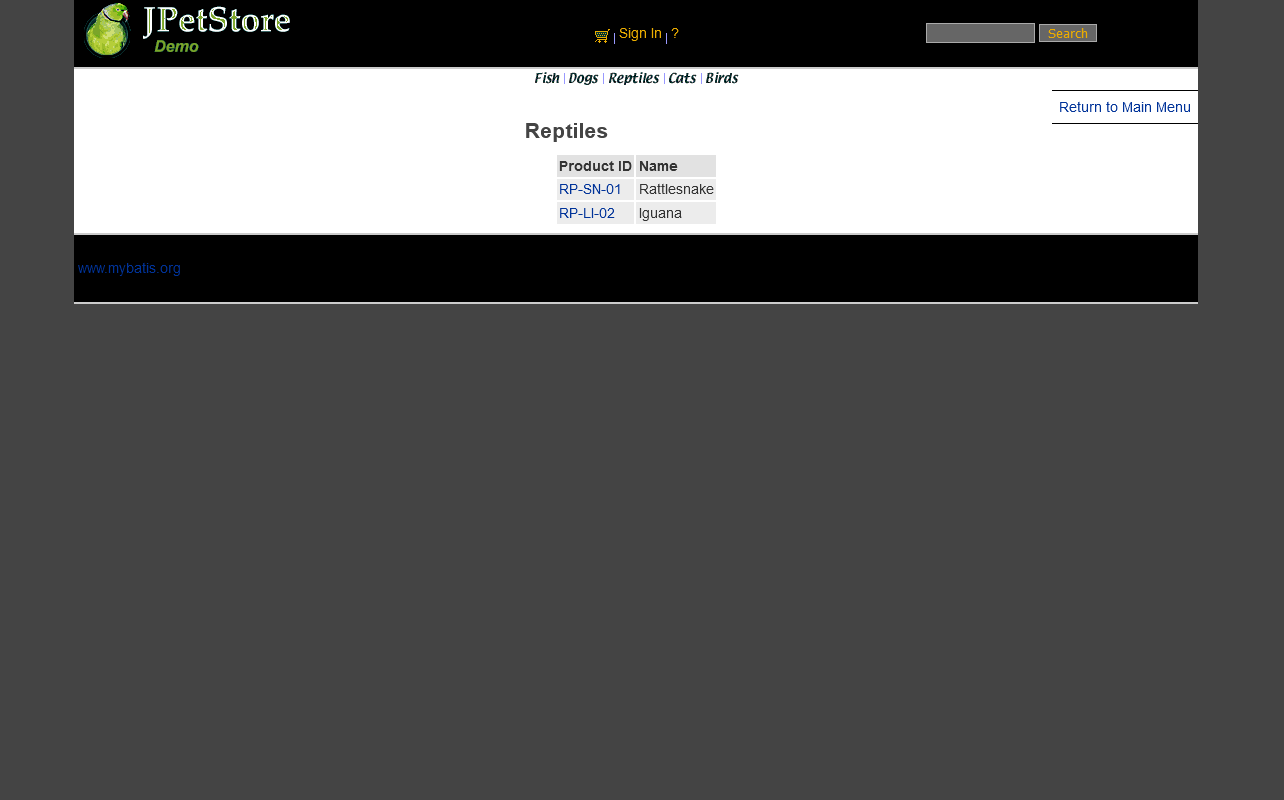 JPetStore
Demo
Sign In | ?
Search
Fish | Dogs | Reptiles | Cats | Birds
Return to Main Menu
Reptiles
Product ID Name
RP-SN-01 Rattlesnake
RP-LI-02 Iguana
www.mybatis.org